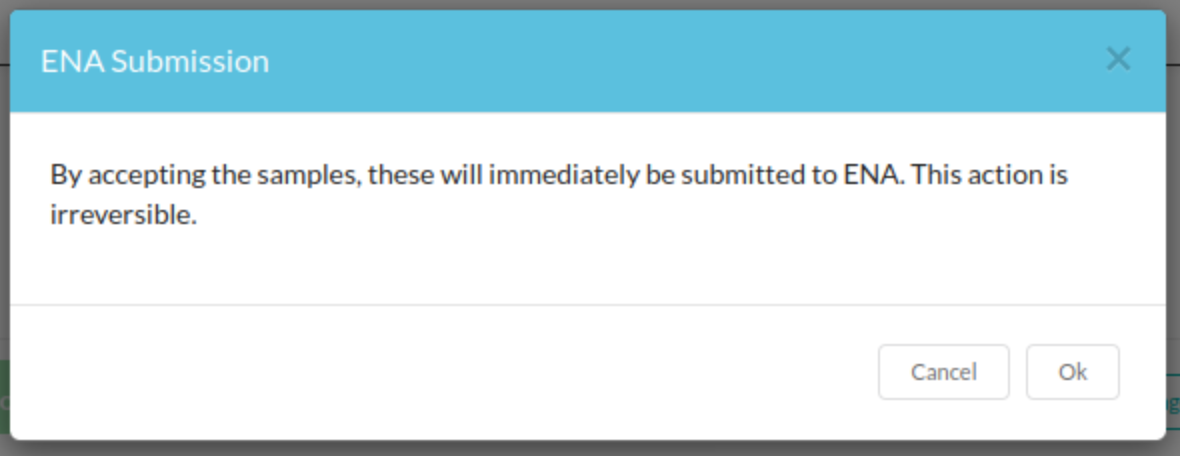 ENA Submission
By accepting the samples, these will immediately be submitted to ENA. This action is
irreversible.
Cancel Ok